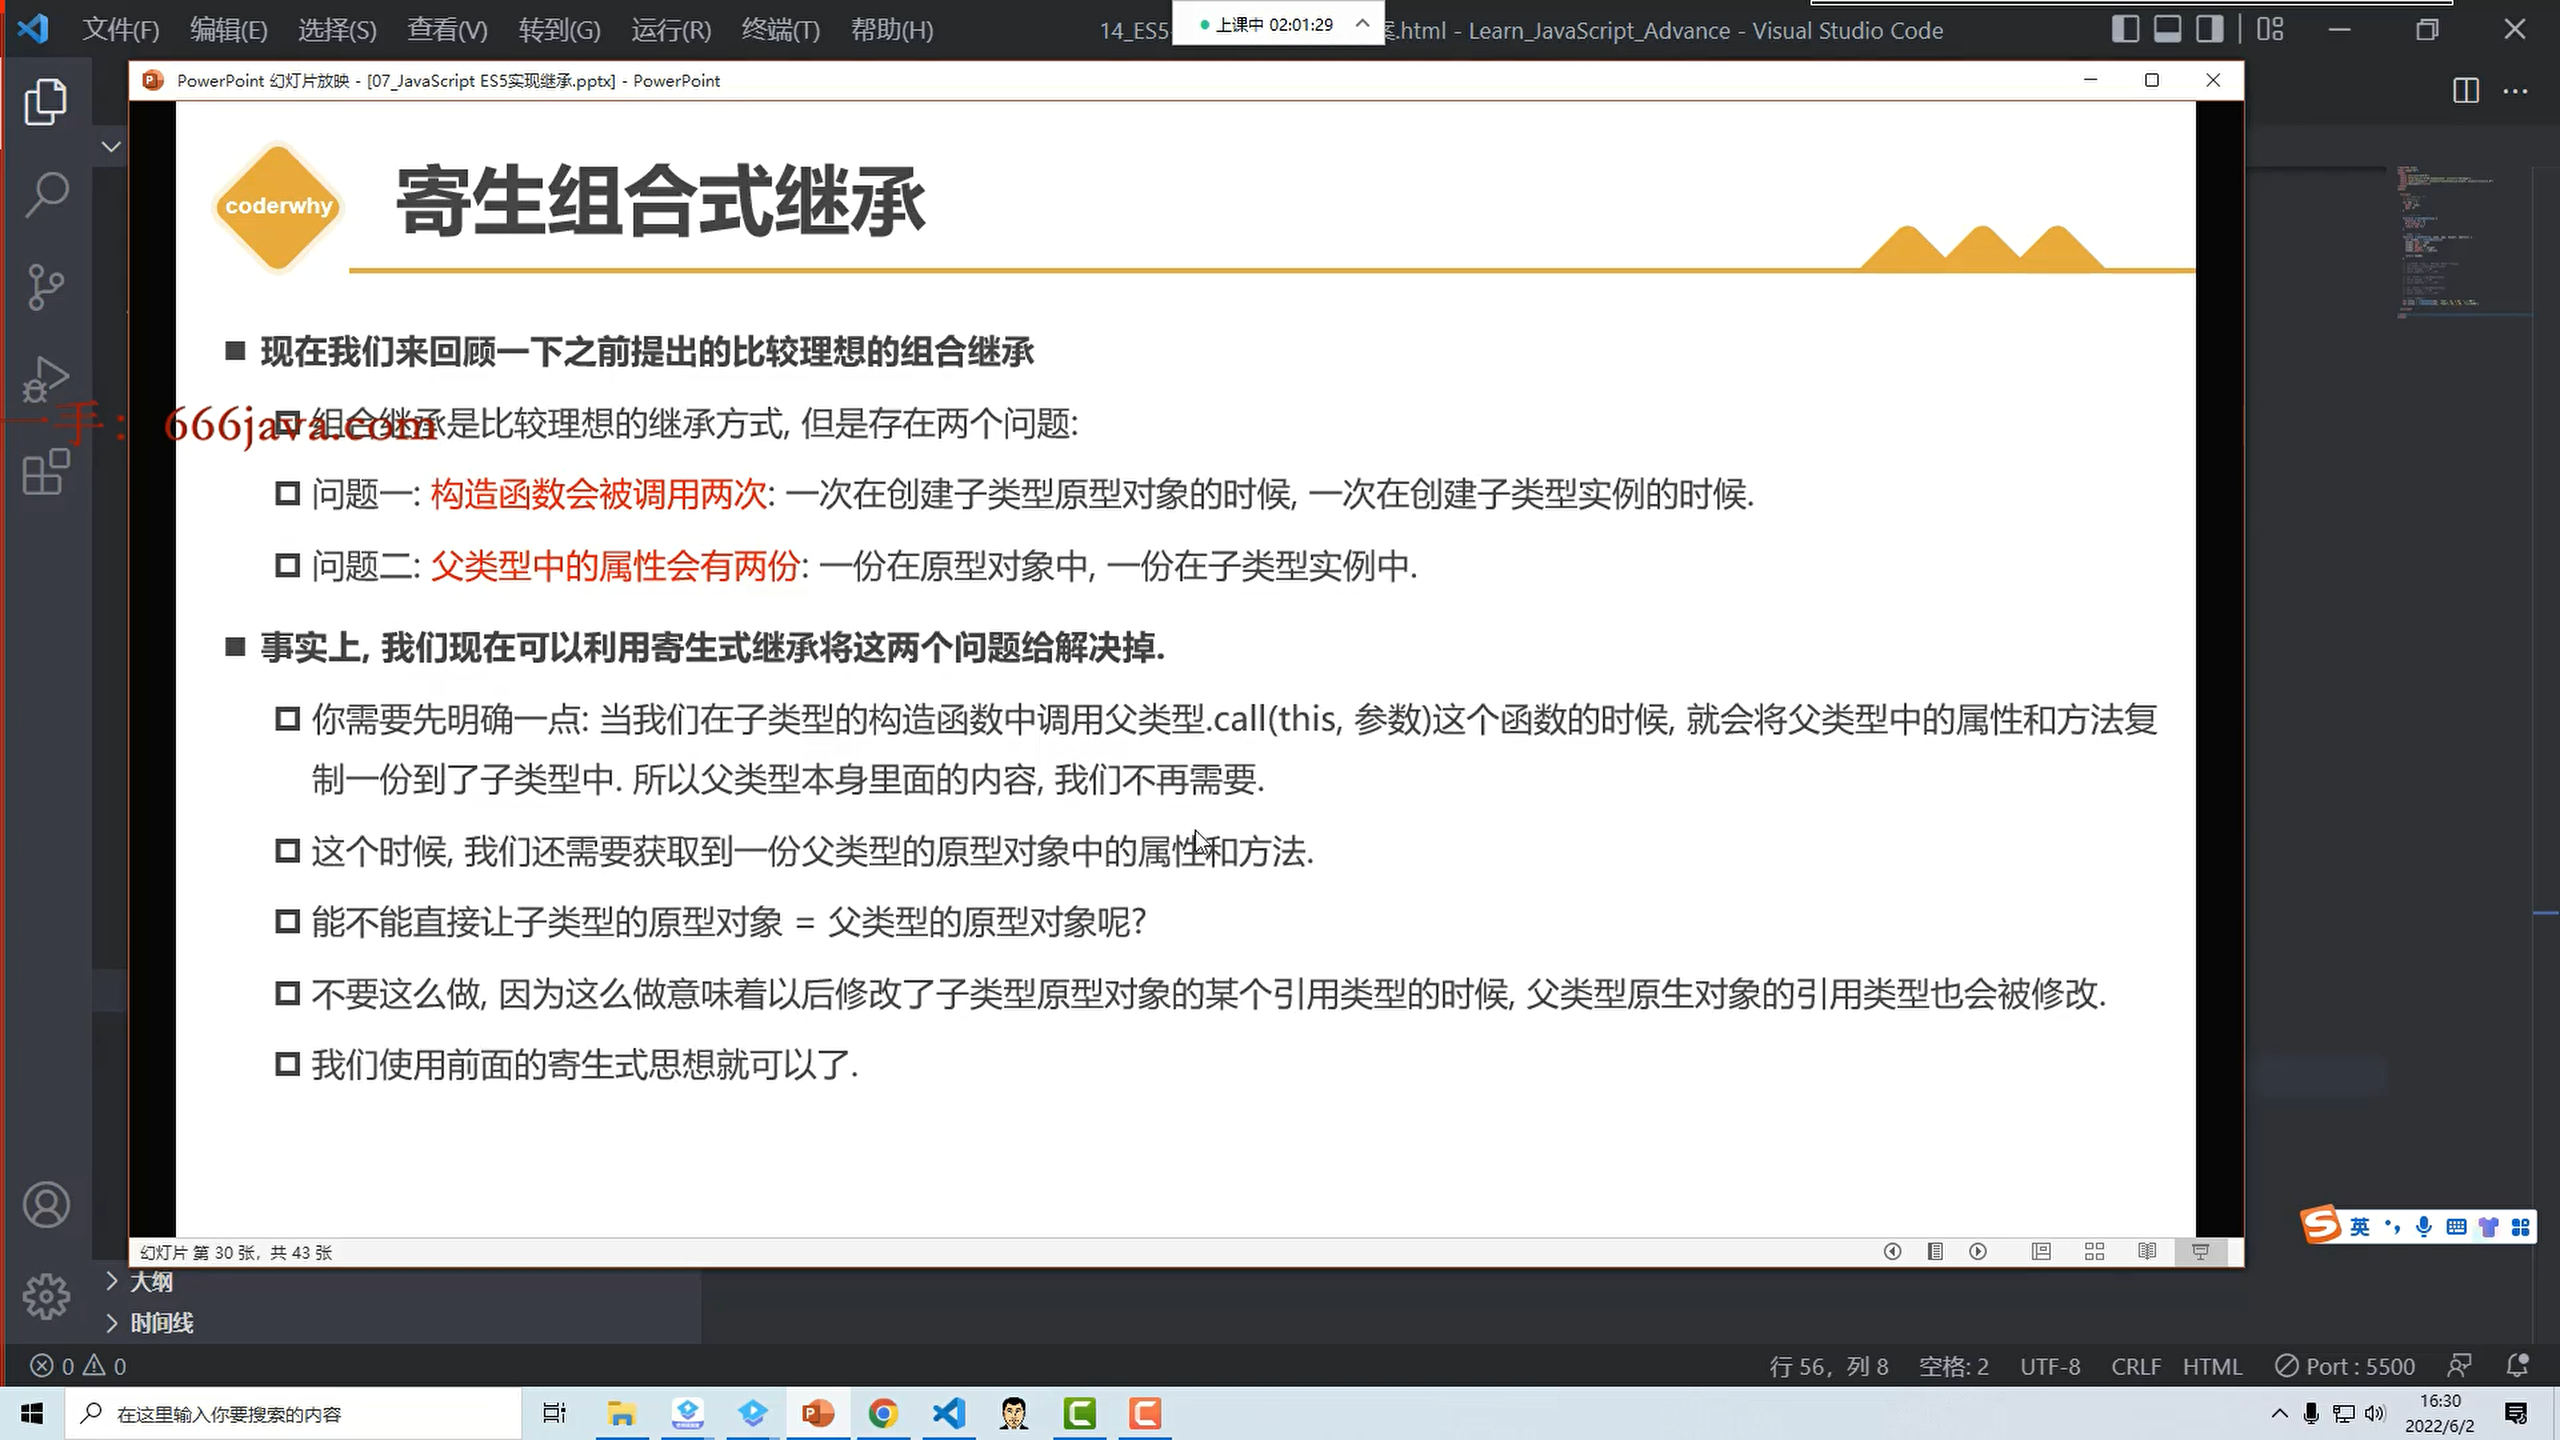 文件(F) 编辑(E) 选择(S) 查看(V) 转到(G) 运行(R) 终端(T) 帮助(H) 14_ES5 上课中 02:01:29 案.html - Learn_JavaScript_Advance - Visual Studio Code
PowerPoint 幻灯片放映 - [07_JavaScript ES5实现继承.pptx] - PowerPoint
coderwhy
寄生组合式继承
现在我们来回顾一下之前提出的比较理想的组合继承
一手：666java.com
组合继承是比较理想的继承方式, 但是存在两个问题:
问题一: 构造函数会被调用两次: 一次在创建子类型原型对象的时候, 一次在创建子类型实例的时候.
问题二: 父类型中的属性会有两份: 一份在原型对象中, 一份在子类型实例中.
事实上, 我们现在可以利用寄生式继承将这两个问题给解决掉.
你需要先明确一点: 当我们在子类型的构造函数中调用父类型.call(this, 参数)这个函数的时候, 就会将父类型中的属性和方法复
制一份到了子类型中. 所以父类型本身里面的内容, 我们不再需要.
这个时候, 我们还需要获取到一份父类型的原型对象中的属性和方法.
能不能直接让子类型的原型对象 = 父类型的原型对象呢?
不要这么做, 因为这么做意味着以后修改了子类型原型对象的某个引用类型的时候, 父类型原生对象的引用类型也会被修改.
我们使用前面的寄生式思想就可以了.
英
幻灯片 第 30 张，共 43 张
大纲
时间线
0 0 行 56，列 8 空格: 2 UTF-8 CRLF HTML Port : 5500
在这里输入你要搜索的内容
16:30
2022/6/2